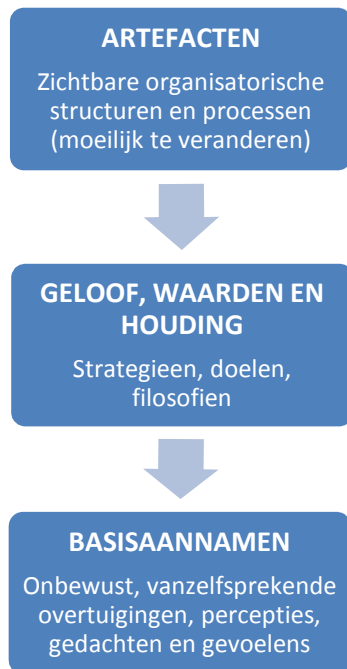 ARTEFACTEN
Zichtbare organisatorische
structuren en processen
(moeilijk te veranderen)
GELOOF, WAARDEN EN
HOUDING
Strategieen, doelen,
filosofien
BASISAANNAMEN
Onbewust, vanzelfsprekende
overtuigingen, percepties,
gedachten en gevoelens